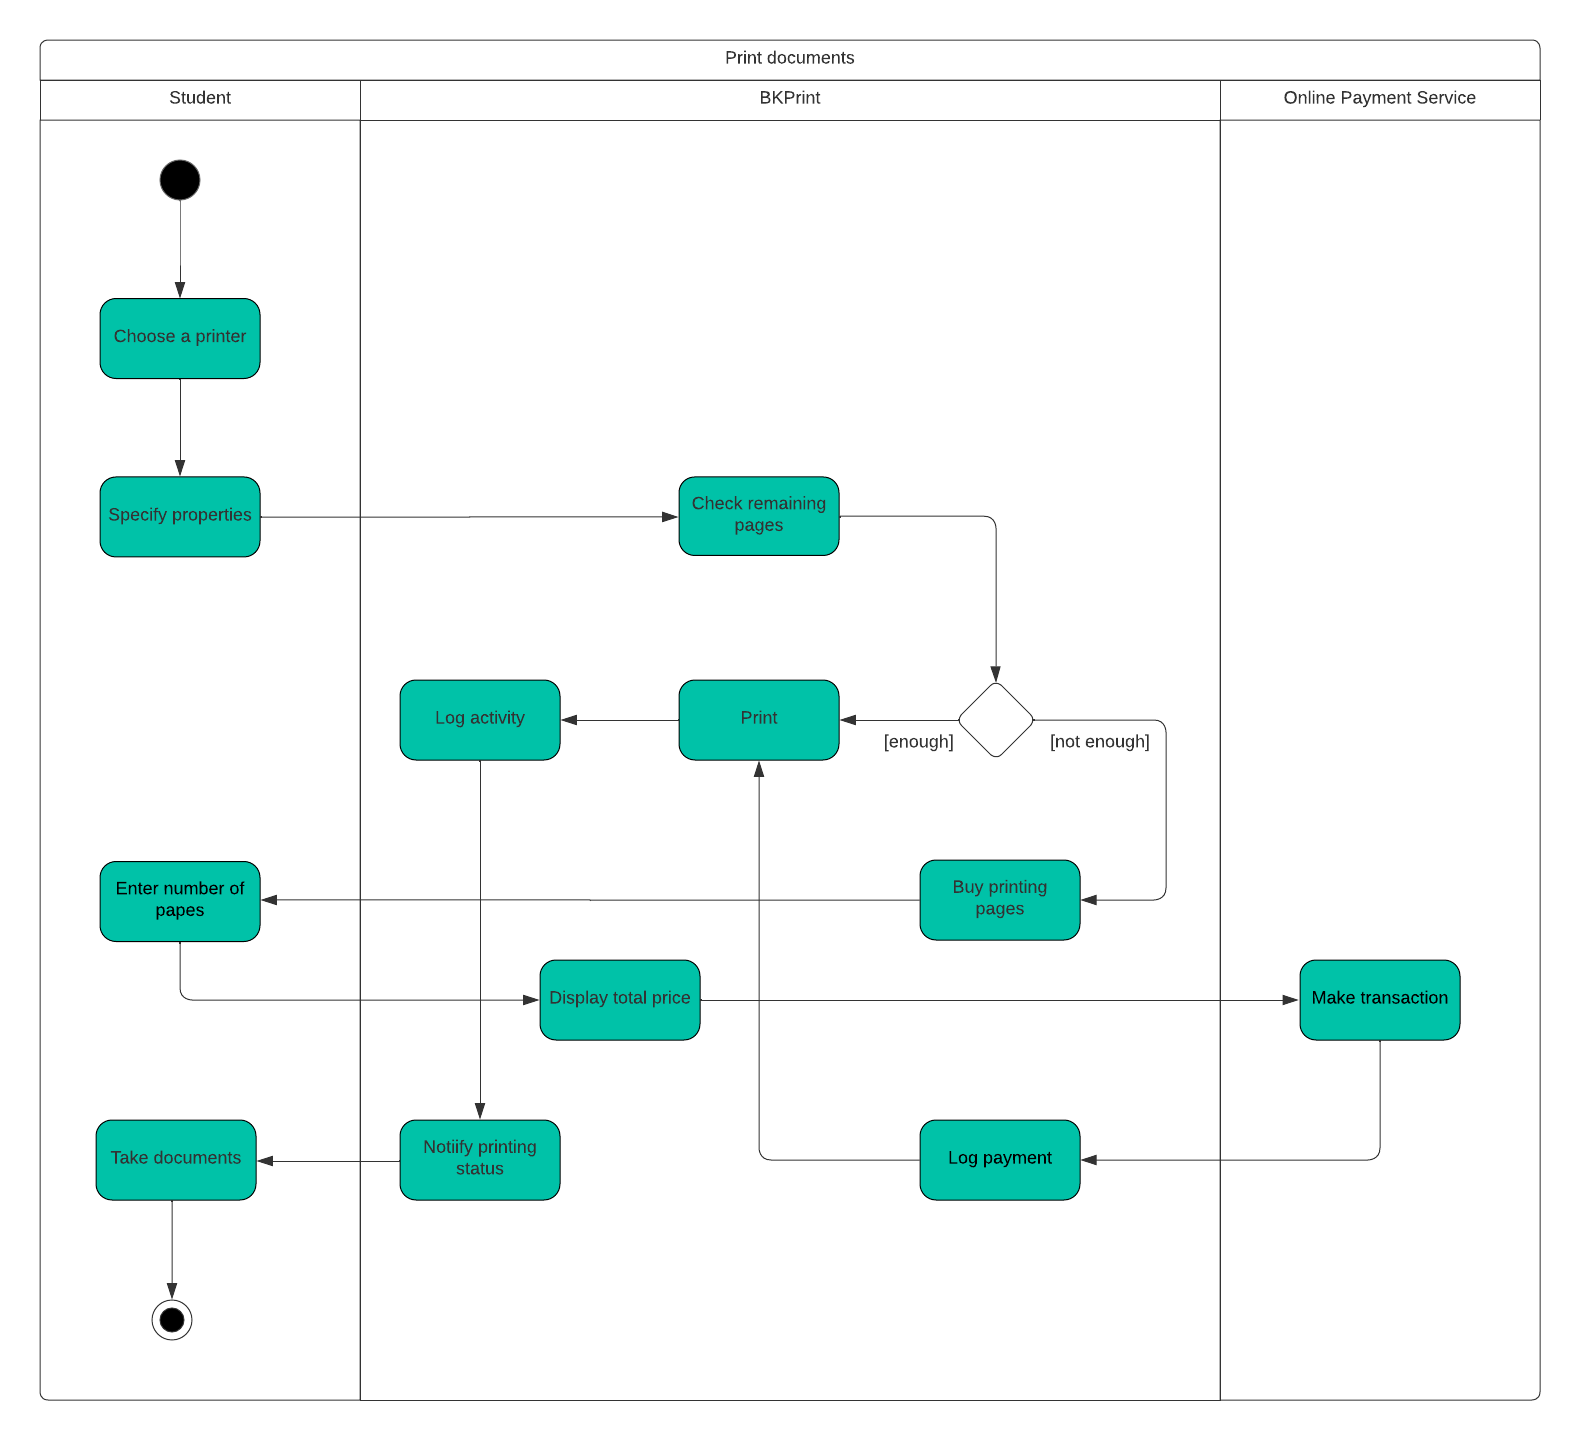 Print documents
Student
BKPrint
Online Payment Service
Choose a printer
Specify properties
Check remaining
pages
Log activity
Print
[enough]
[not enough]
Enter number of
papes
Buy printing
pages
Display total price
Make transaction
Take documents
Notiify printing
status
Log payment